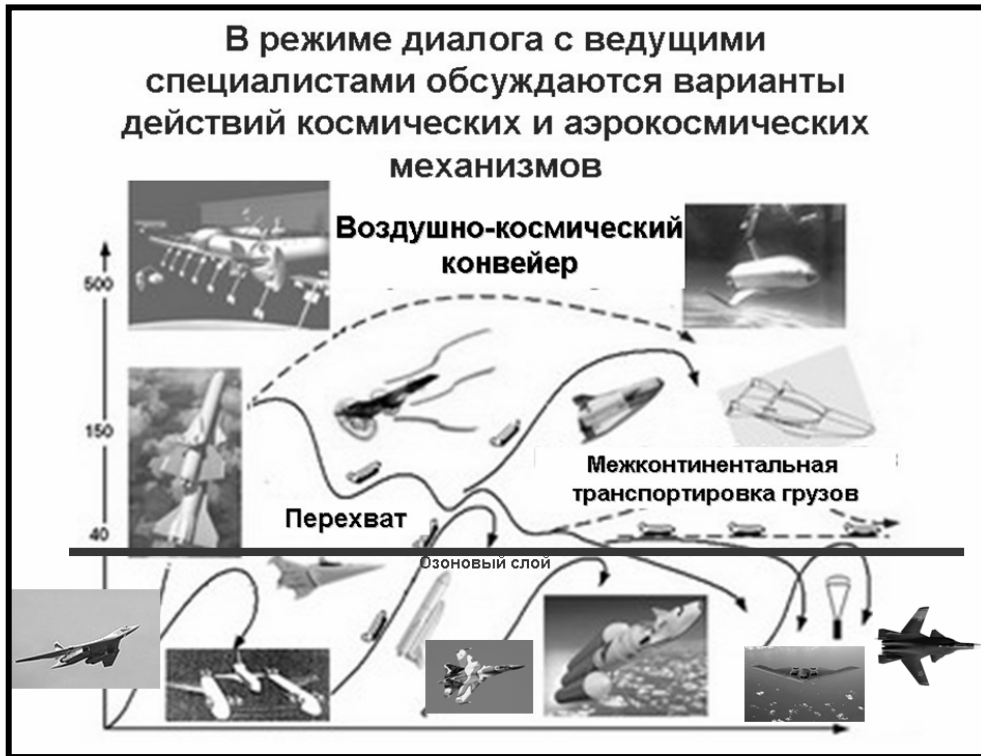 В режиме диалога с ведущими
специалистами обсуждаются варианты
действий космических и аэрокосмических
механизмов
Воздушно-космический
конвейер
500
150
Межконтинентальная
транспортировка грузов
Перехват
40
Озоновый слой